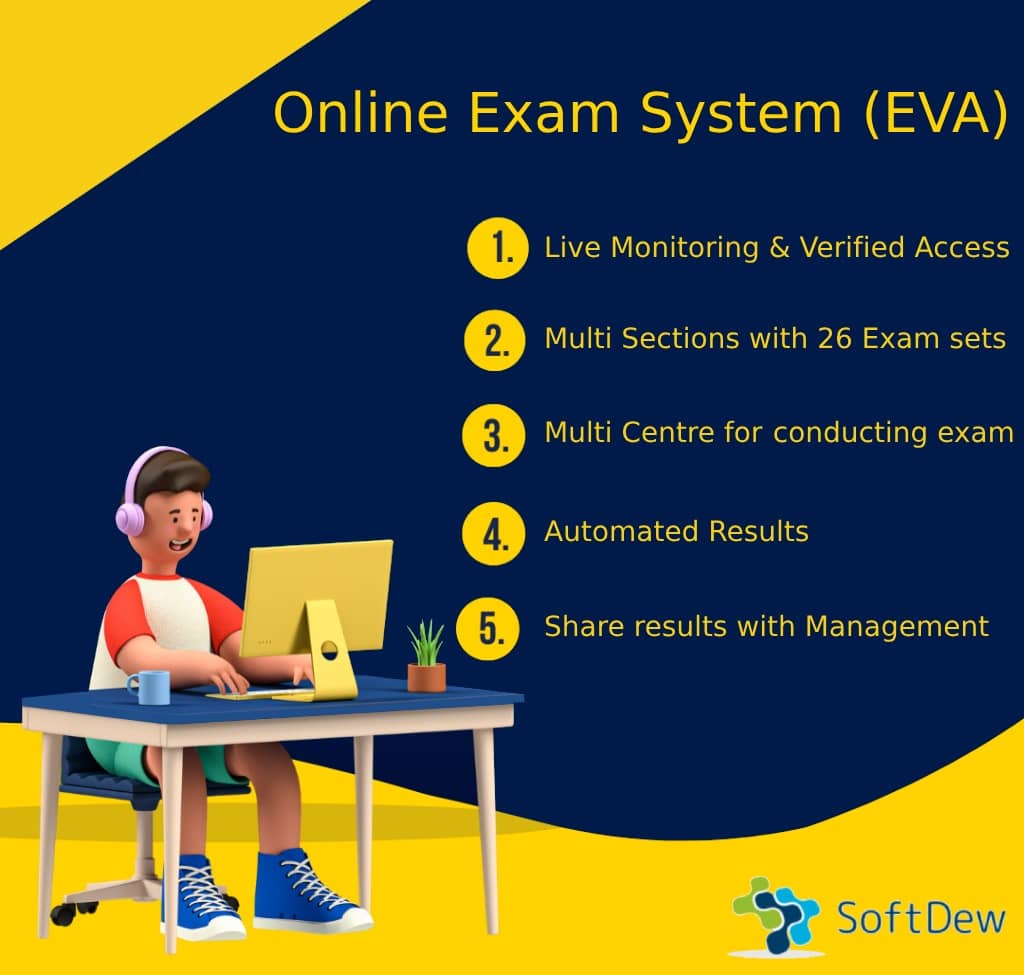 Online Exam System (EVA)
1. Live Monitoring & Verified Access
2. Multi Sections with 26 Exam sets
3. Multi Centre for conducting exam
4. Automated Results
5. Share results with Management
SoftDew